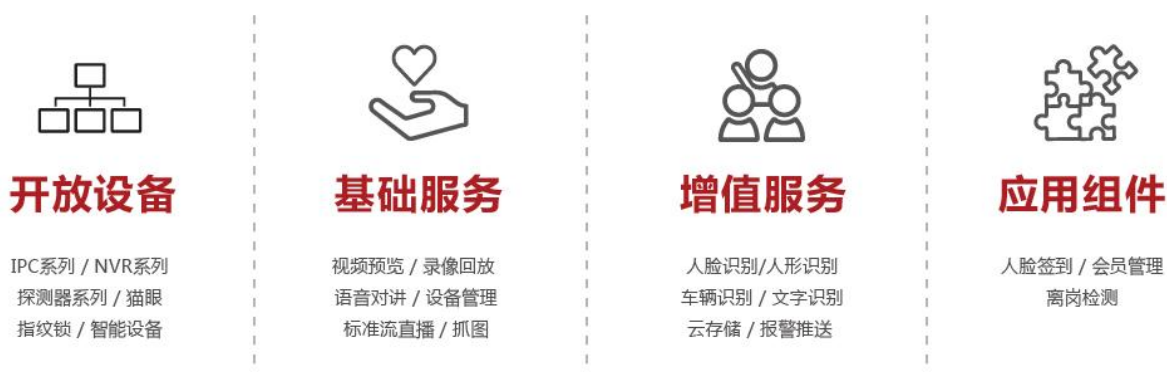 开放设备
IPC系列 / NVR系列
探测器系列 / 猫眼
指纹锁 / 智能设备
基础服务
视频预览 / 录像回放
语音对讲 / 设备管理
标准流直播 / 抓图
增值服务
人脸识别/人形识别
车辆识别 / 文字识别
云存储 / 报警推送
应用组件
人脸签到 / 会员管理
离岗检测